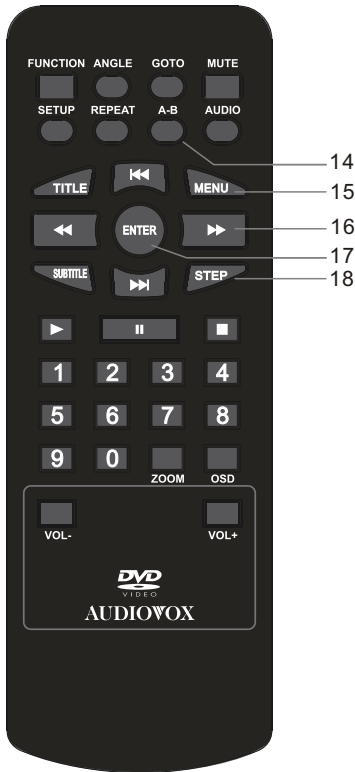 FUNCTION ANGLE GOTO MUTE
SETUP REPEAT A-B AUDIO
14
TITLE MENU 15
ENTER 16
17
SUBTITLE STEP 18
1 2 3 4
5 6 7 8
9 0
ZOOM OSD
VOL- VOL+
DVD
VIDEO
AUDIOVOX